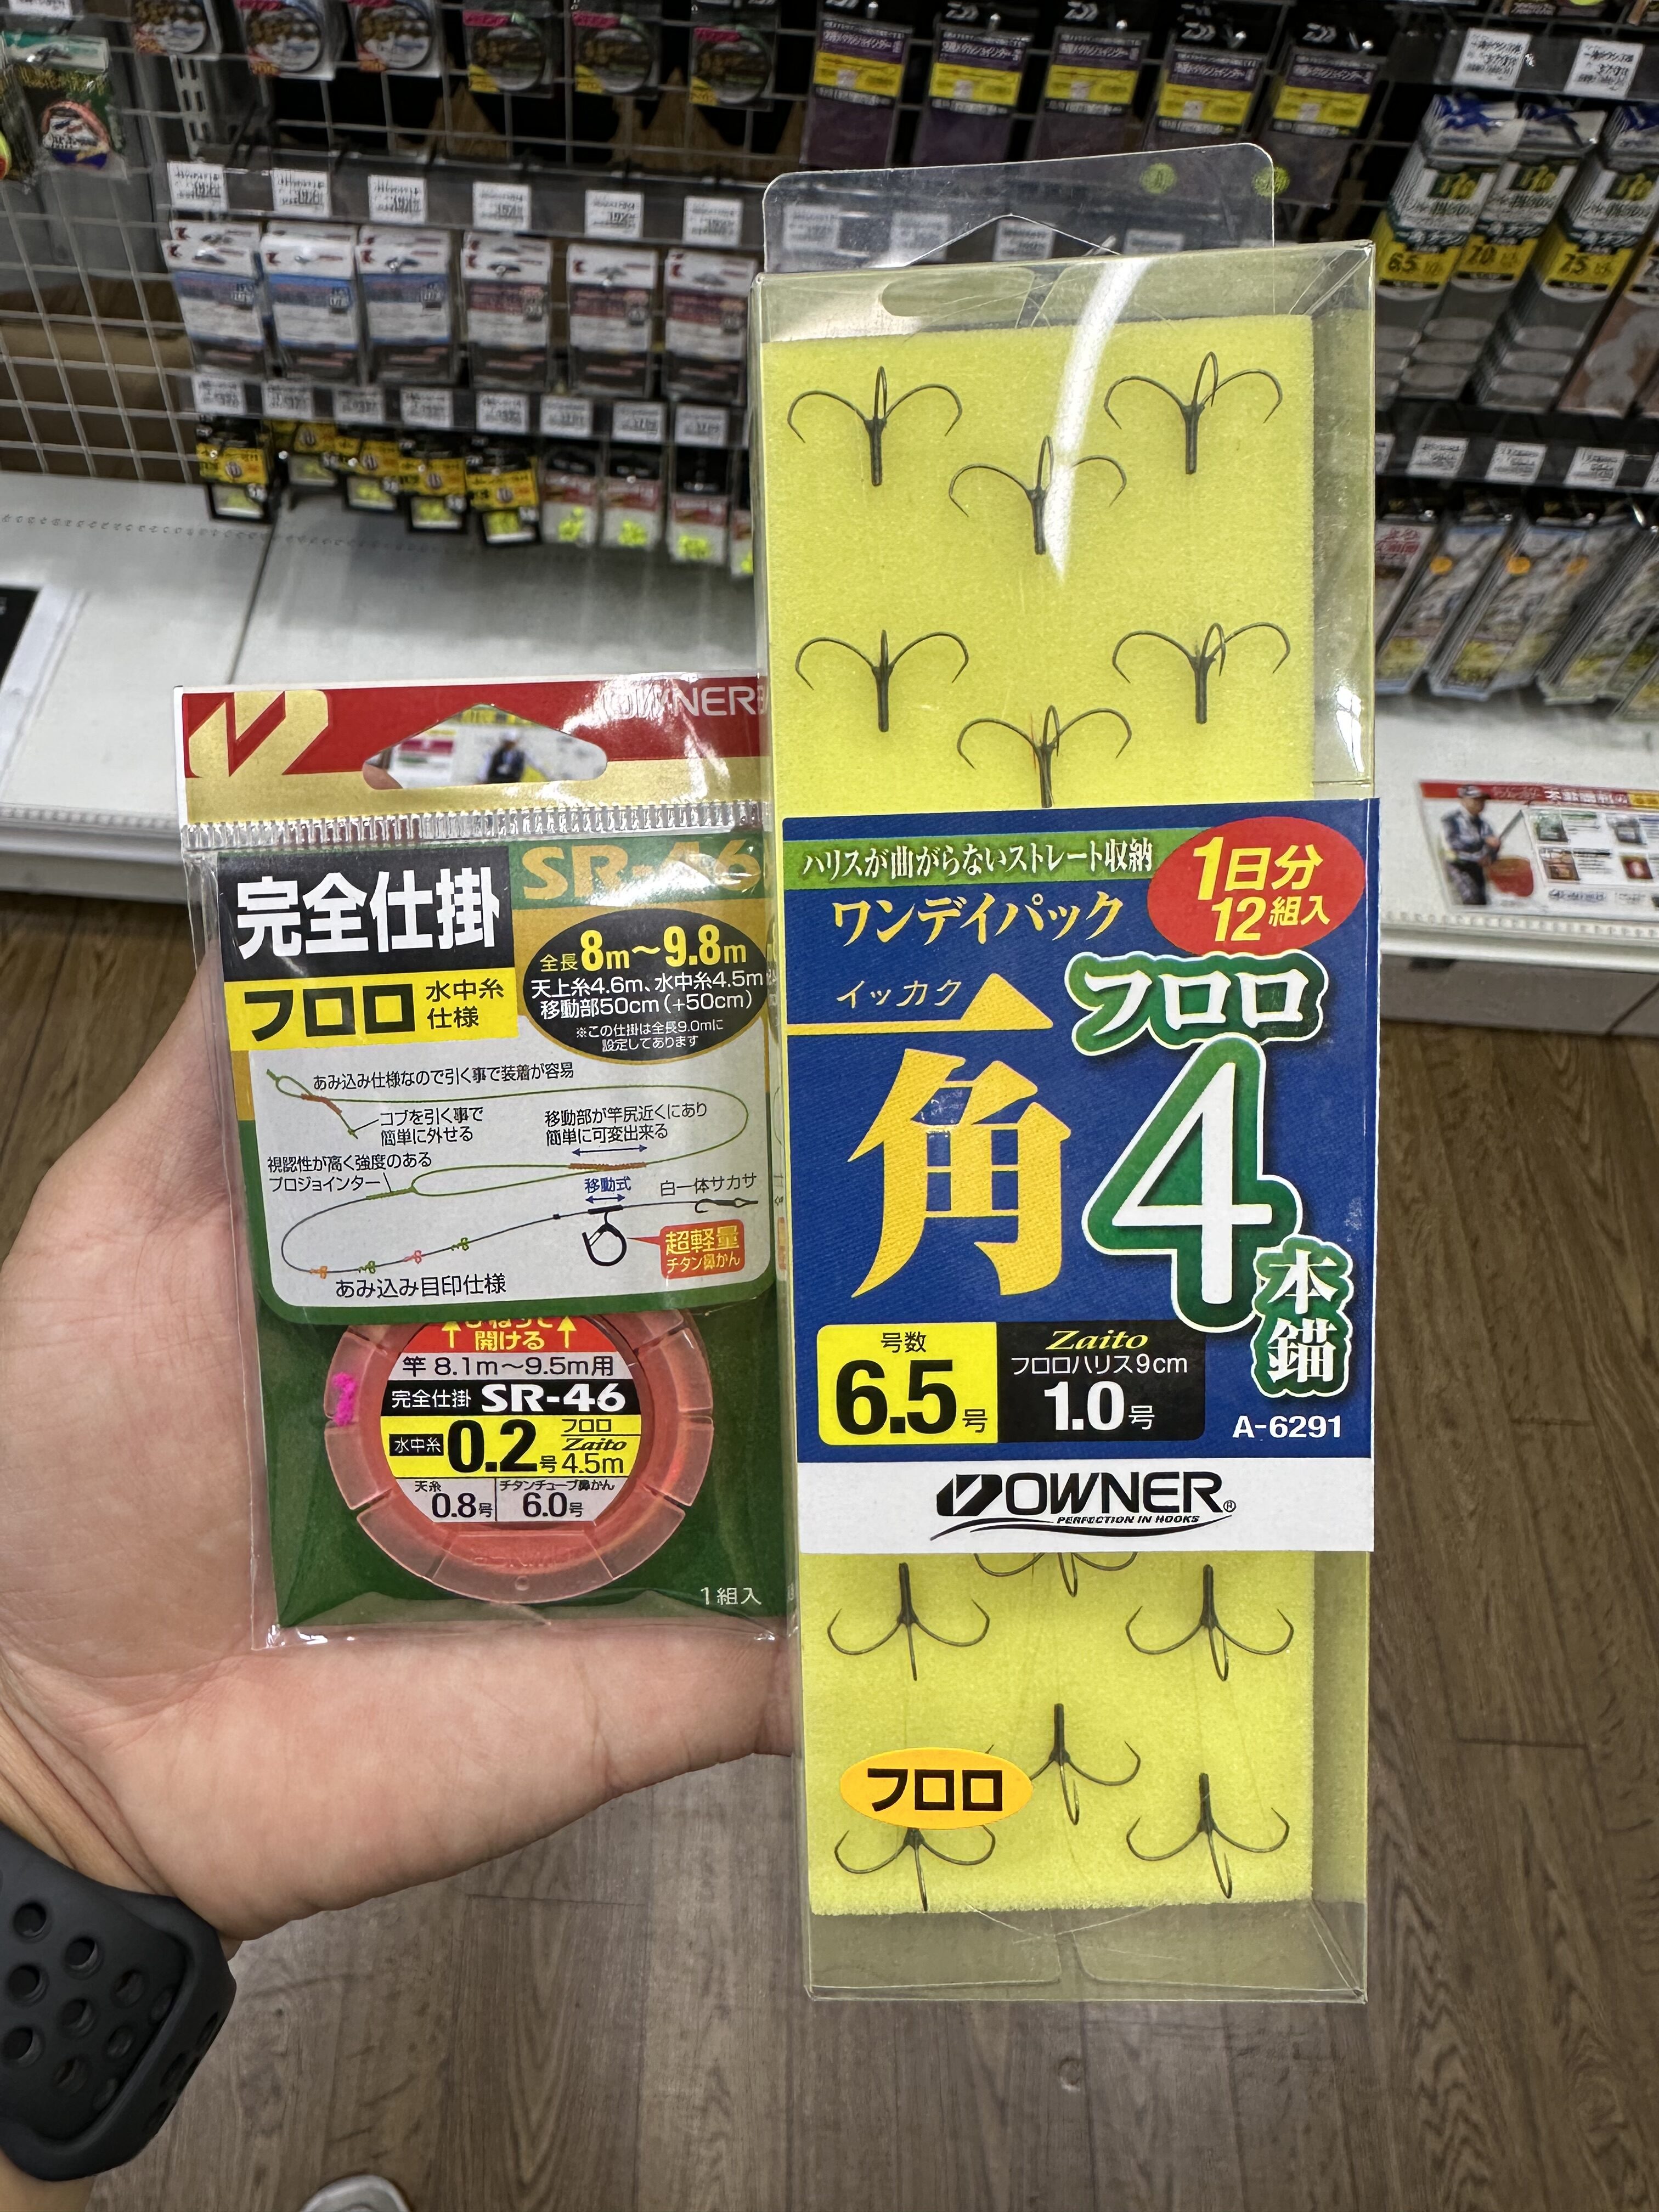 OWNER
完全仕掛
SR-46
フロロ 水中糸
仕様
全長8m〜9.8m
天上糸4.6m、水中糸4.5m
移動部50cm(+50cm)
※この仕掛は全長9.0mに
設定してあります
あみ込み仕様なので引く事で装着が容易
コブを引く事で
簡単に外せる
移動部が竿尻近くにあり
簡単に可変出来る
視認性が高く強度のある
プロジョインター
移動式
白一体サカサ
超軽量
チタン鼻かん
あみ込み目印仕様
開ける
竿 8.1m〜9.5m用
完全仕掛 SR-46
水中糸 0.2号 フロロ
Zaito
4.5m
天糸
0.8号
チタンチューブ鼻かん
6.0号
1組入
ハリスが曲がらないストレート収納
1日分
12組入
ワンデイパック
イッカク
一角
フロロ
4
本錨
号数
6.5号
Zaito
フロロハリス9cm
1.0号
A-6291
OWNER®
PERFECTION IN HOOKS
フロロ
6.5
7.0
7.5